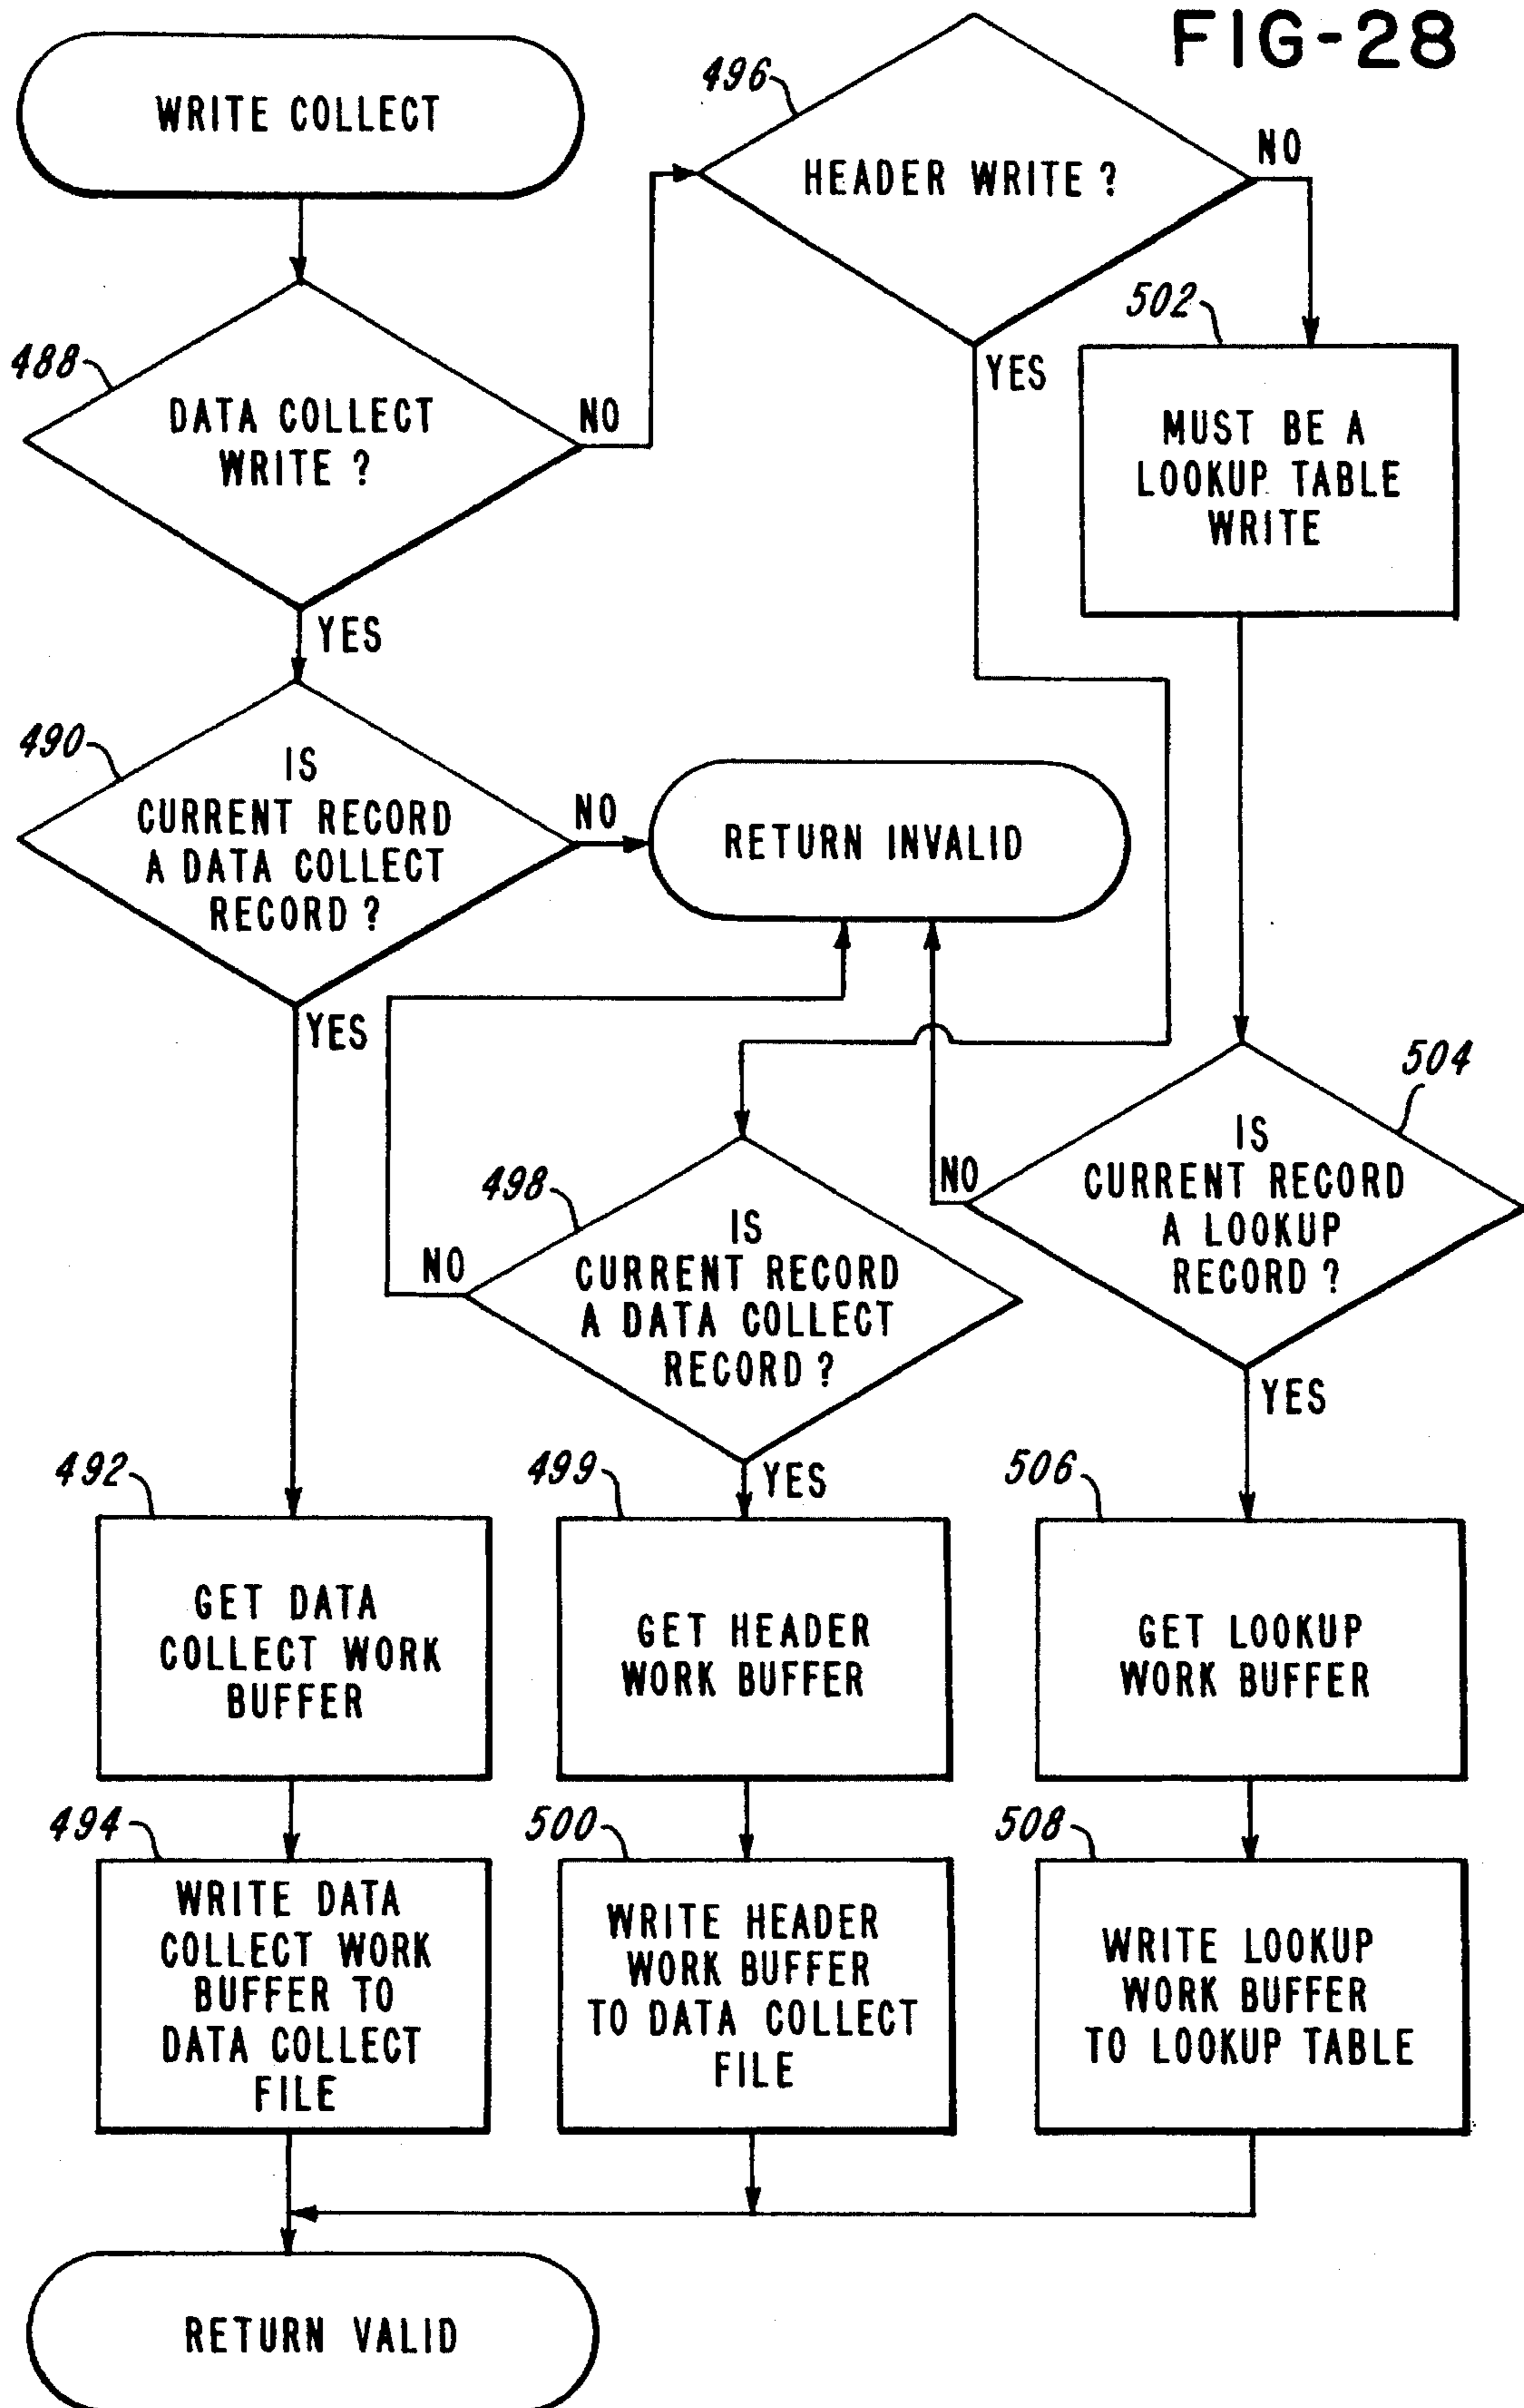 FIG-28
WRITE COLLECT
496
HEADER WRITE ?
NO
YES
488
DATA COLLECT
WRITE ?
NO
YES
502
MUST BE A
LOOKUP TABLE
WRITE
490
IS
CURRENT RECORD
A DATA COLLECT
RECORD ?
NO
YES
RETURN INVALID
504
IS
CURRENT RECORD
A LOOKUP
RECORD ?
NO
YES
498
IS
CURRENT RECORD
A DATA COLLECT
RECORD ?
NO
YES
492
GET DATA
COLLECT WORK
BUFFER
499
GET HEADER
WORK BUFFER
506
GET LOOKUP
WORK BUFFER
494
WRITE DATA
COLLECT WORK
BUFFER TO
DATA COLLECT
FILE
500
WRITE HEADER
WORK BUFFER
TO DATA COLLECT
FILE
508
WRITE LOOKUP
WORK BUFFER
TO LOOKUP TABLE
RETURN VALID